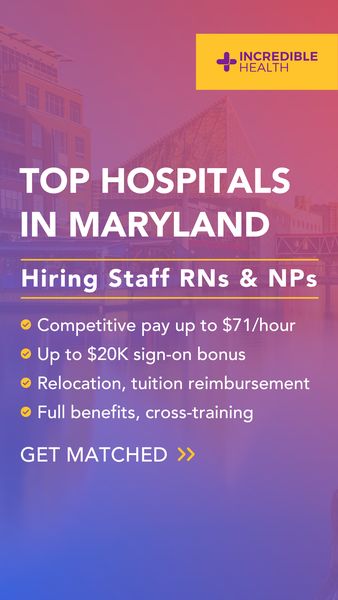 INCREDIBLE
HEALTH
TOP HOSPITALS
IN MARYLAND
Hiring Staff RNs & NPs
Competitive pay up to $71/hour
Up to $20K sign-on bonus
Relocation, tuition reimbursement
Full benefits, cross-training
GET MATCHED